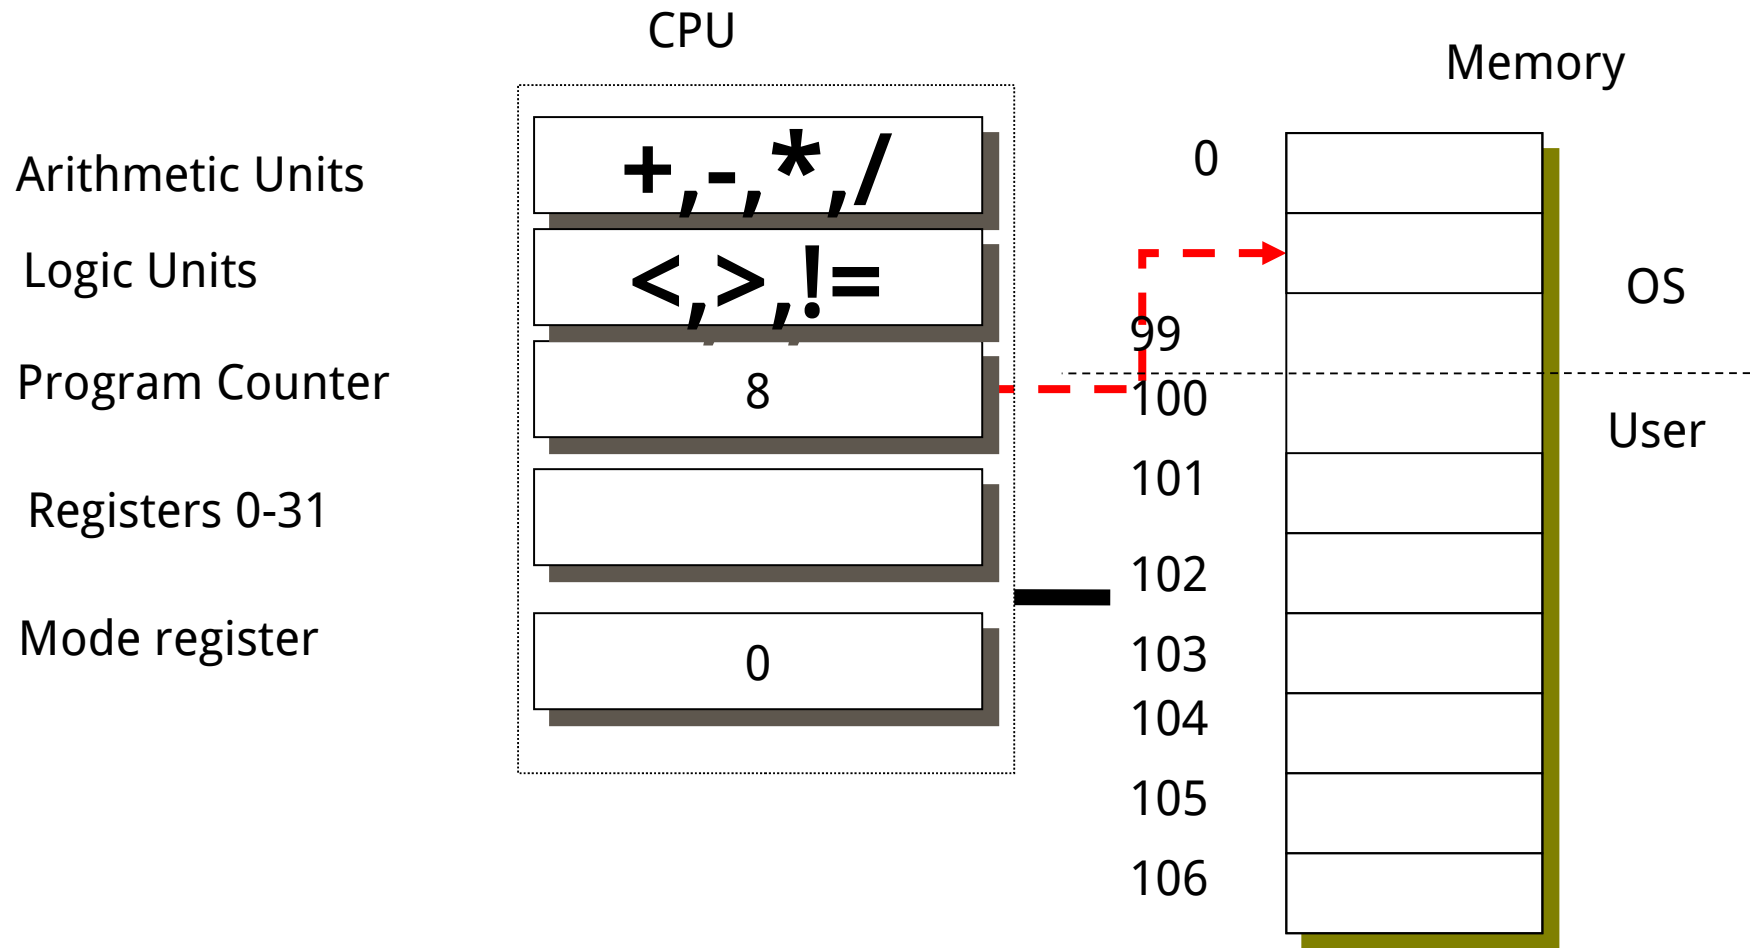 CPU
Memory
Arithmetic Units
+,-,*,/
0
Logic Units
<,>,!=
OS
99
Program Counter
8
100
User
101
Registers 0-31
102
Mode register
0
103
104
105
106